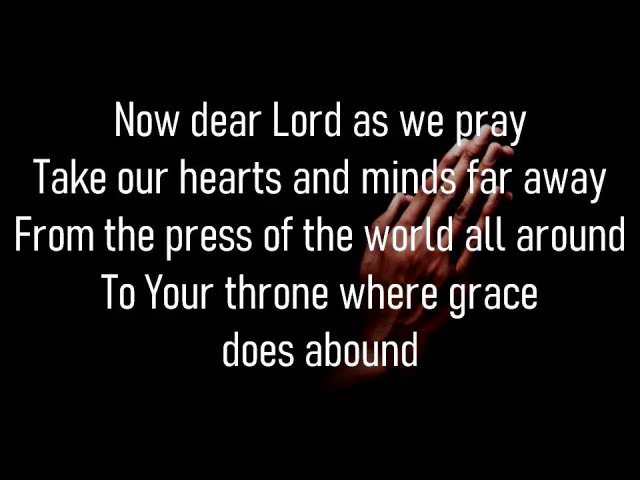 Now dear Lord as we pray
Take our hearts and minds far away
From the press of the world all around
To Your throne where grace
does abound